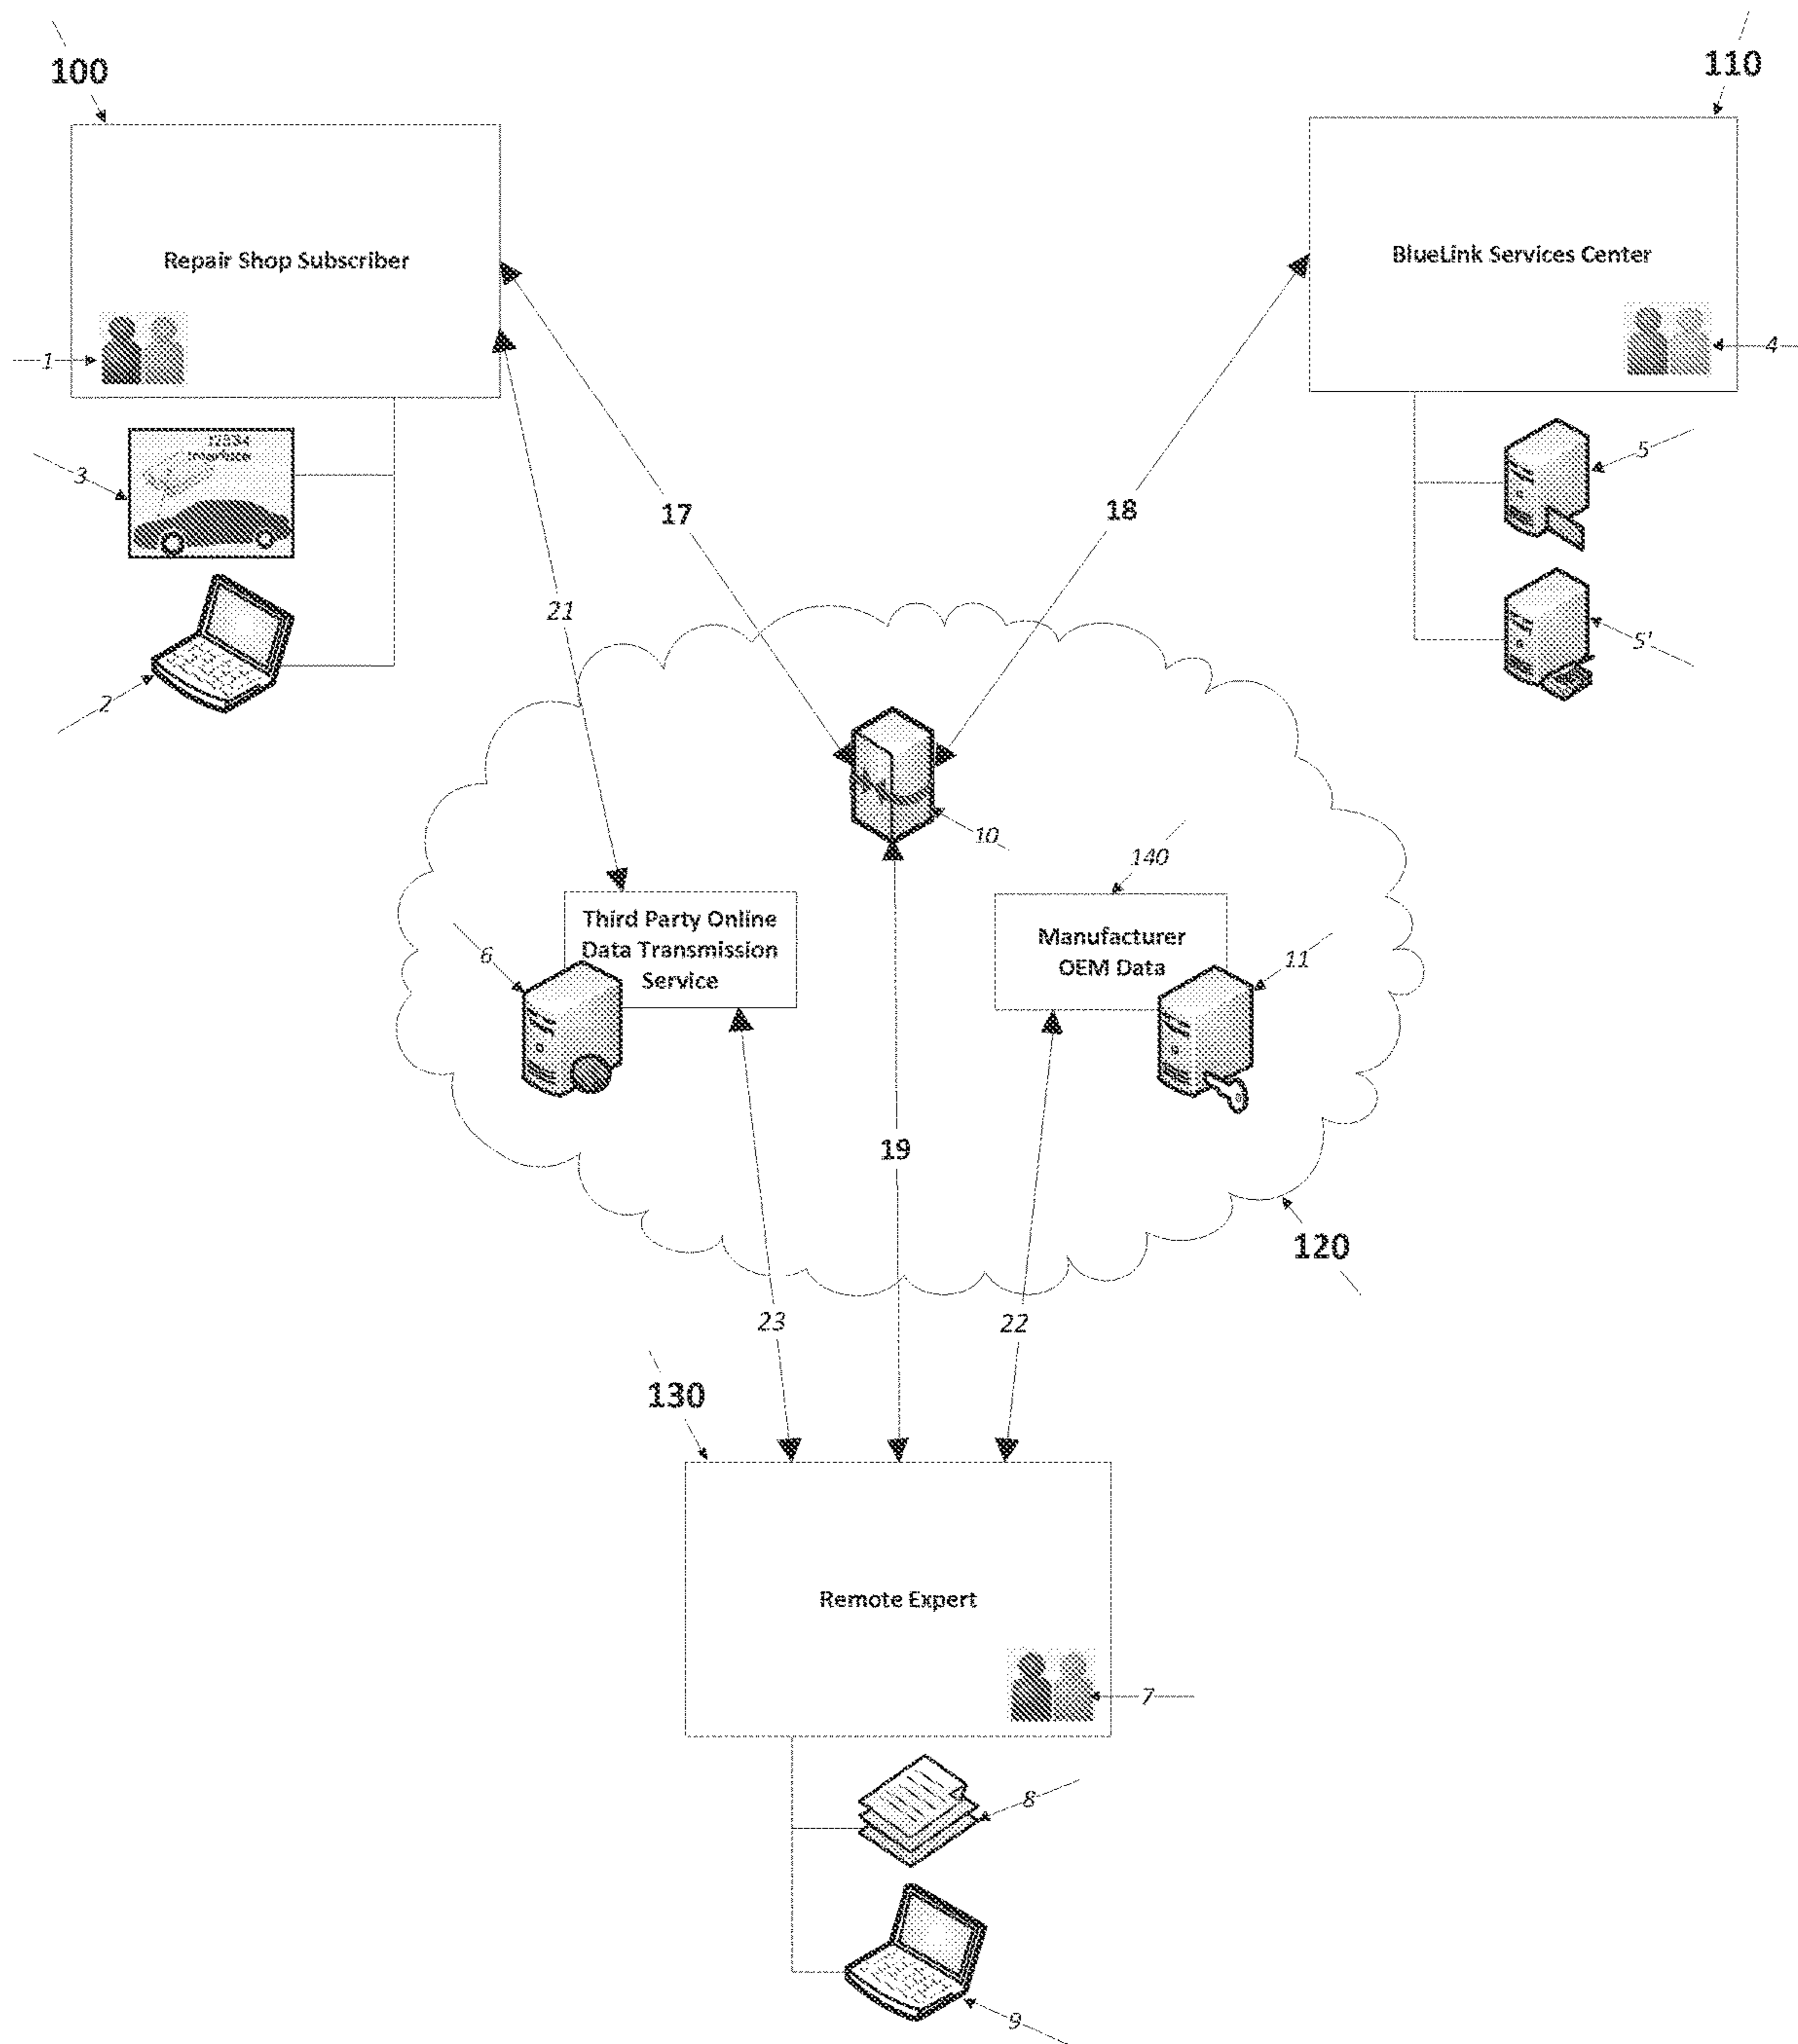 100
110
Repair Shop Subscriber
BlueLink Services Center
1
4
J2534
Interface
3
5
2
5'
17
18
21
10
140
Third Party Online
Data Transmission
Service
Manufacturer
OEM Data
6
11
19
120
23
22
130
Remote Expert
7
8
9